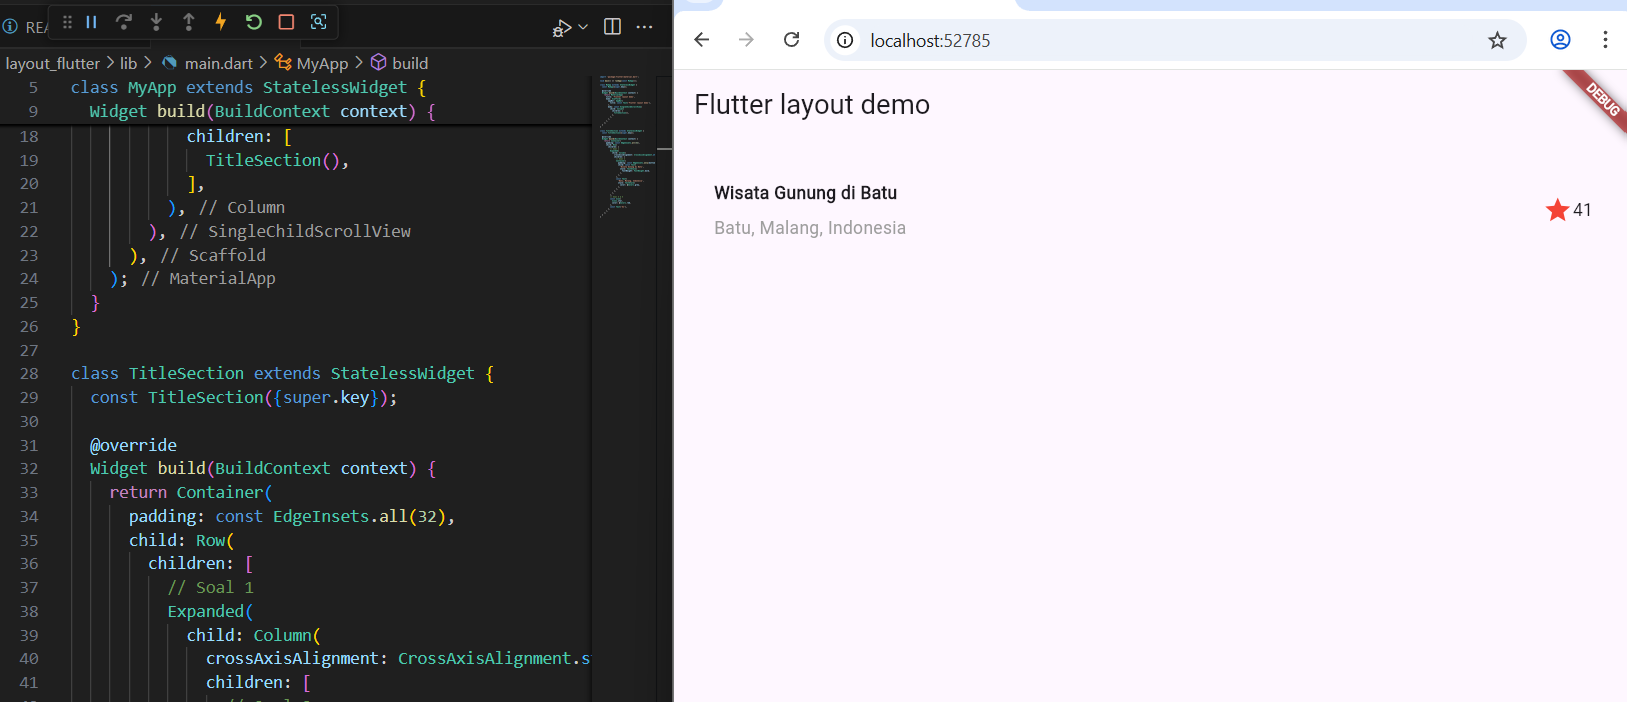 REA
layout_flutter > lib > main.dart > MyApp > build
5 class MyApp extends StatelessWidget {
9 Widget build(BuildContext context) {
18 children: [
19 TitleSection(),
20 ],
21 ), // Column
22 ), // SingleChildScrollView
23 ), // Scaffold
24 ); // MaterialApp
25 }
26 }
27
28 class TitleSection extends StatelessWidget {
29 const TitleSection({super.key});
30
31 @override
32 Widget build(BuildContext context) {
33 return Container(
34 padding: const EdgeInsets.all(32),
35 child: Row(
36 children: [
37 // Soal 1
38 Expanded(
39 child: Column(
40 crossAxisAlignment: CrossAxisAlignment.s
41 children: [
localhost:52785
DEBUG
Flutter layout demo
Wisata Gunung di Batu
Batu, Malang, Indonesia
41